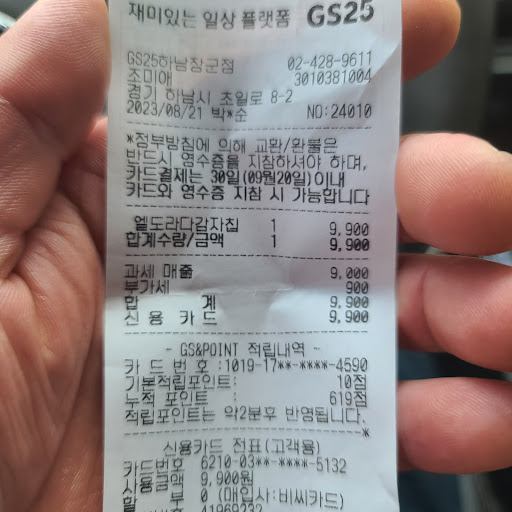 재미있는 일상 플랫폼 GS25
GS25하남장군점 02-428-9611
조미애 3010381004
경기 하남시 초일로 8-2
2023/08/21 박*순 NO:24010
*정부방침에 의해 교환/환불은
반드시 영수증을 지참하셔야 하며,
카드결제는 30일(09월20일)이내
카드와 영수증 지참 시 가능합니다
엘도라다감자칩 1 9,900
합계수량/금액 1 9,900
과세 매출 9,000
부가세 900
합 계 9,900
신용 카드 9,900
- GS&POINT 적립내역 -
카드 번호 :1019-17**-****-4590
기본적립포인트: 10점
누적 포인트 : 619점
적립포인트는 약2분후 반영됩니다.
신용카드 전표(고객용)
카드번호 6210-03**-****-5132
사용금액 9,900원
할 부 0 (매입사:비씨카드)
41969232